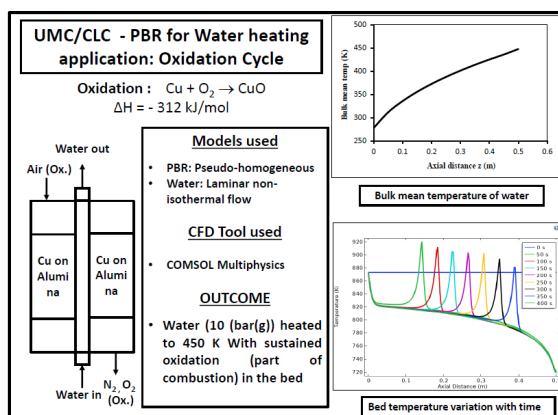 UMC/CLC - PBR for Water heating
application: Oxidation Cycle
Oxidation : Cu + O₂ → CuO
ΔH = - 312 kJ/mol
Water out
Air (Ox.)
Cu on
Alumi
na
Cu on
Alumi
na
Water in
N₂, O₂
(Ox.)
Models used
• PBR: Pseudo-homogeneous
• Water: Laminar non-
isothermal flow
CFD Tool used
• COMSOL Multiphysics
OUTCOME
• Water (10 (bar(g)) heated
to 450 K With sustained
oxidation (part of
combustion) in the bed
Bulk mean temp (K)
450
400
350
300
250
0 0.1 0.2 0.3 0.4 0.5 0.6
Axial distance z (m)
Bulk mean temperature of water
Temperature (K)
920
900
880
860
840
820
800
780
760
740
720
0 0.1 0.2 0.3 0.4 0.5
Axial Distance (m)
0 s
50 s
100 s
150 s
200 s
250 s
300 s
350 s
400 s
Bed temperature variation with time